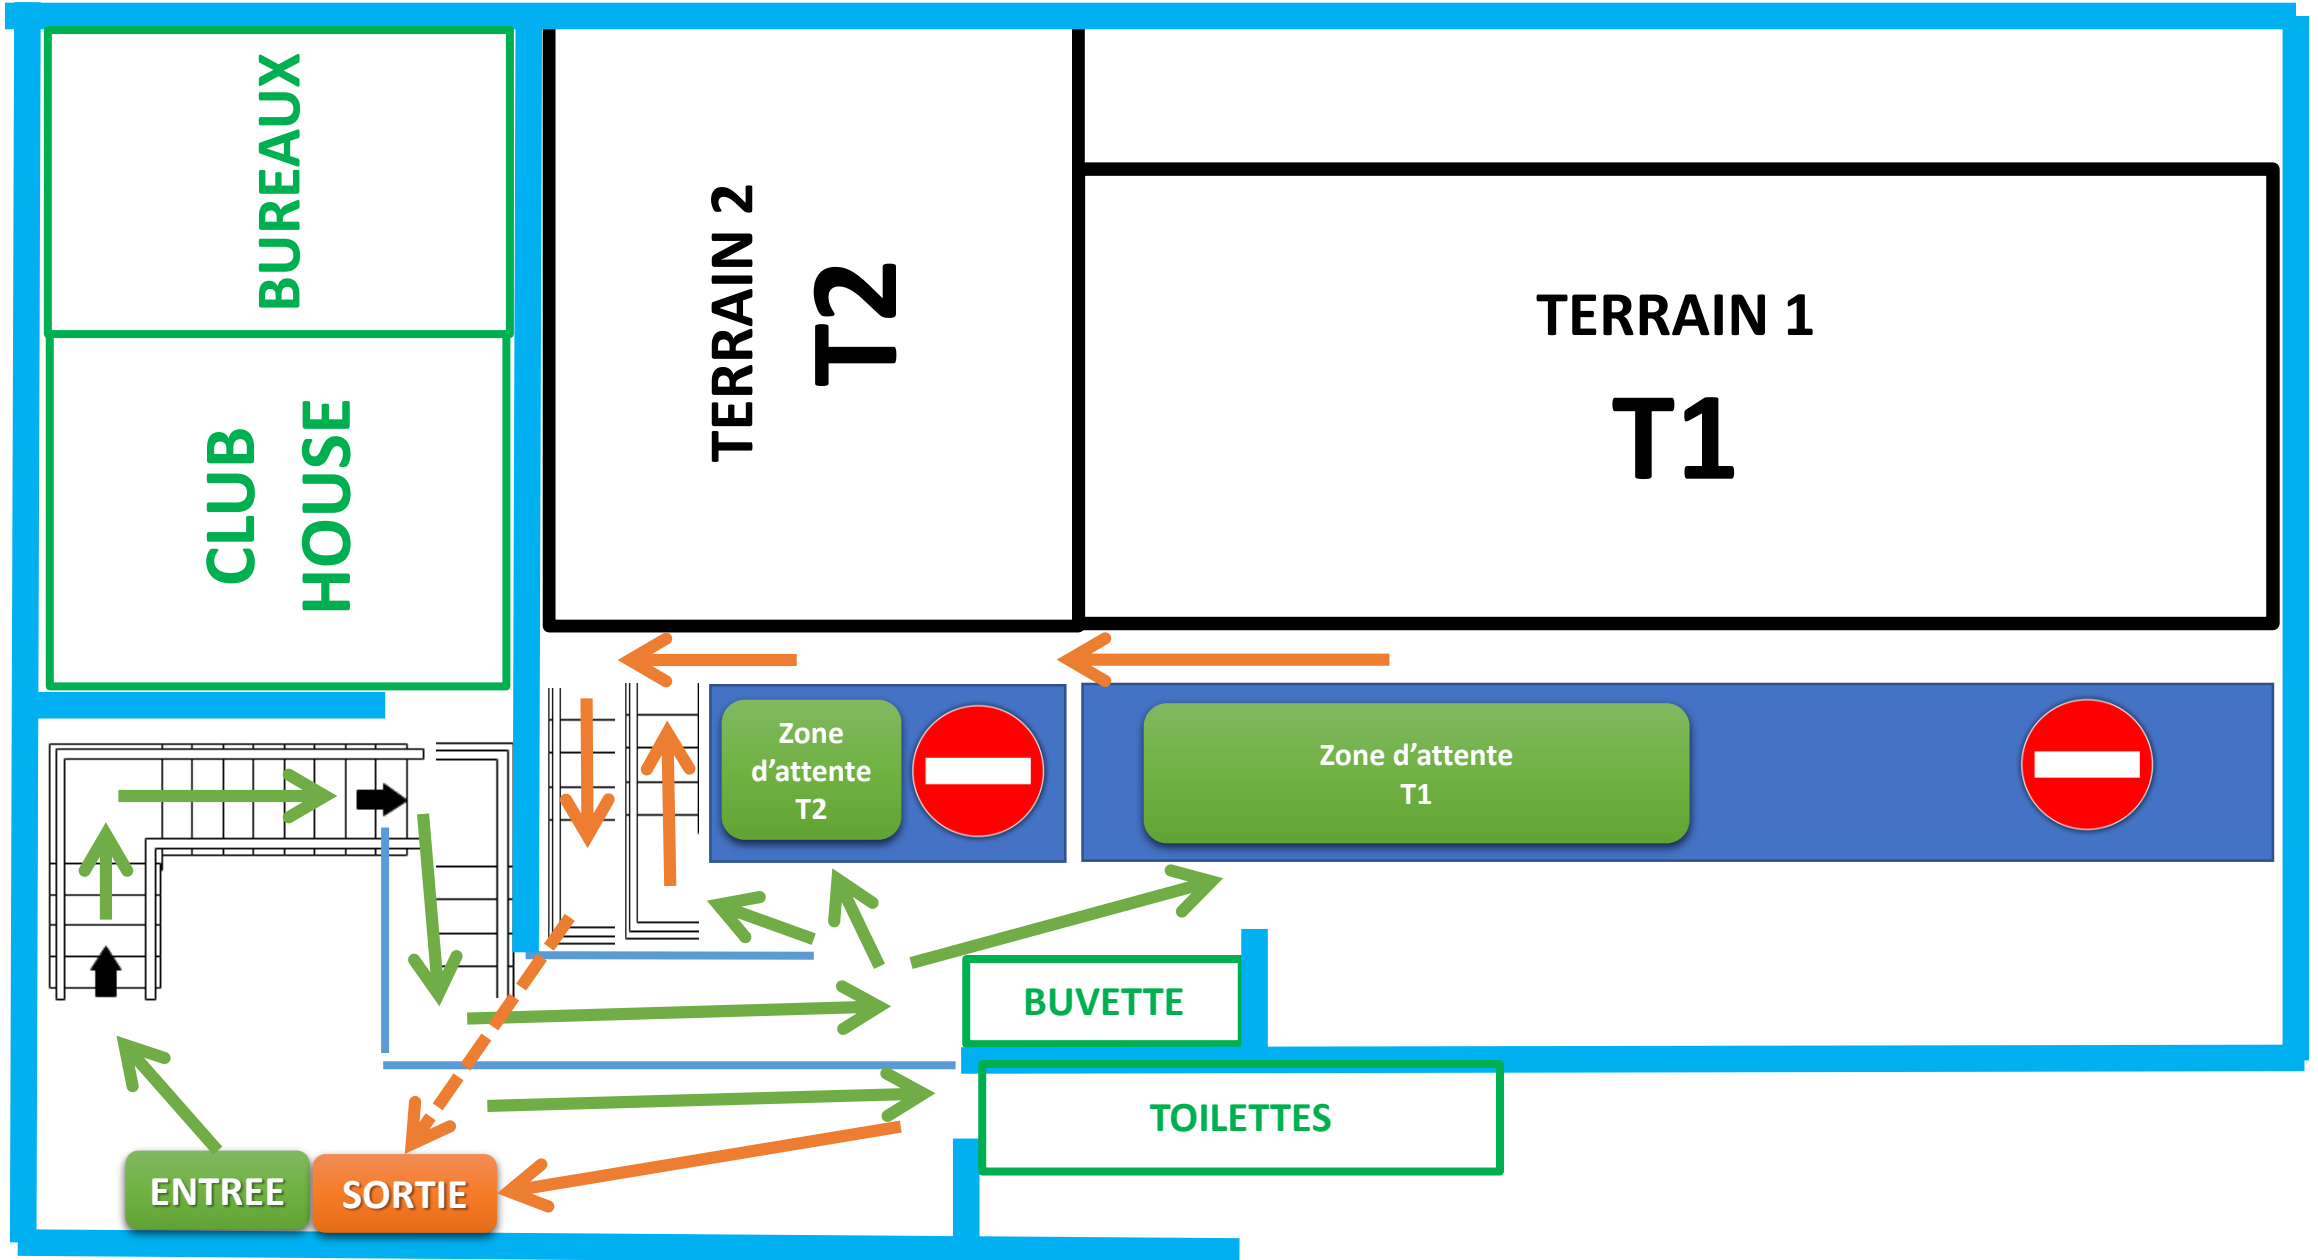 BUREAUX
CLUB
HOUSE
TERRAIN 2
T2
TERRAIN 1
T1
Zone
d'attente
T2
Zone d'attente
T1
BUVETTE
TOILETTES
ENTREE
SORTIE